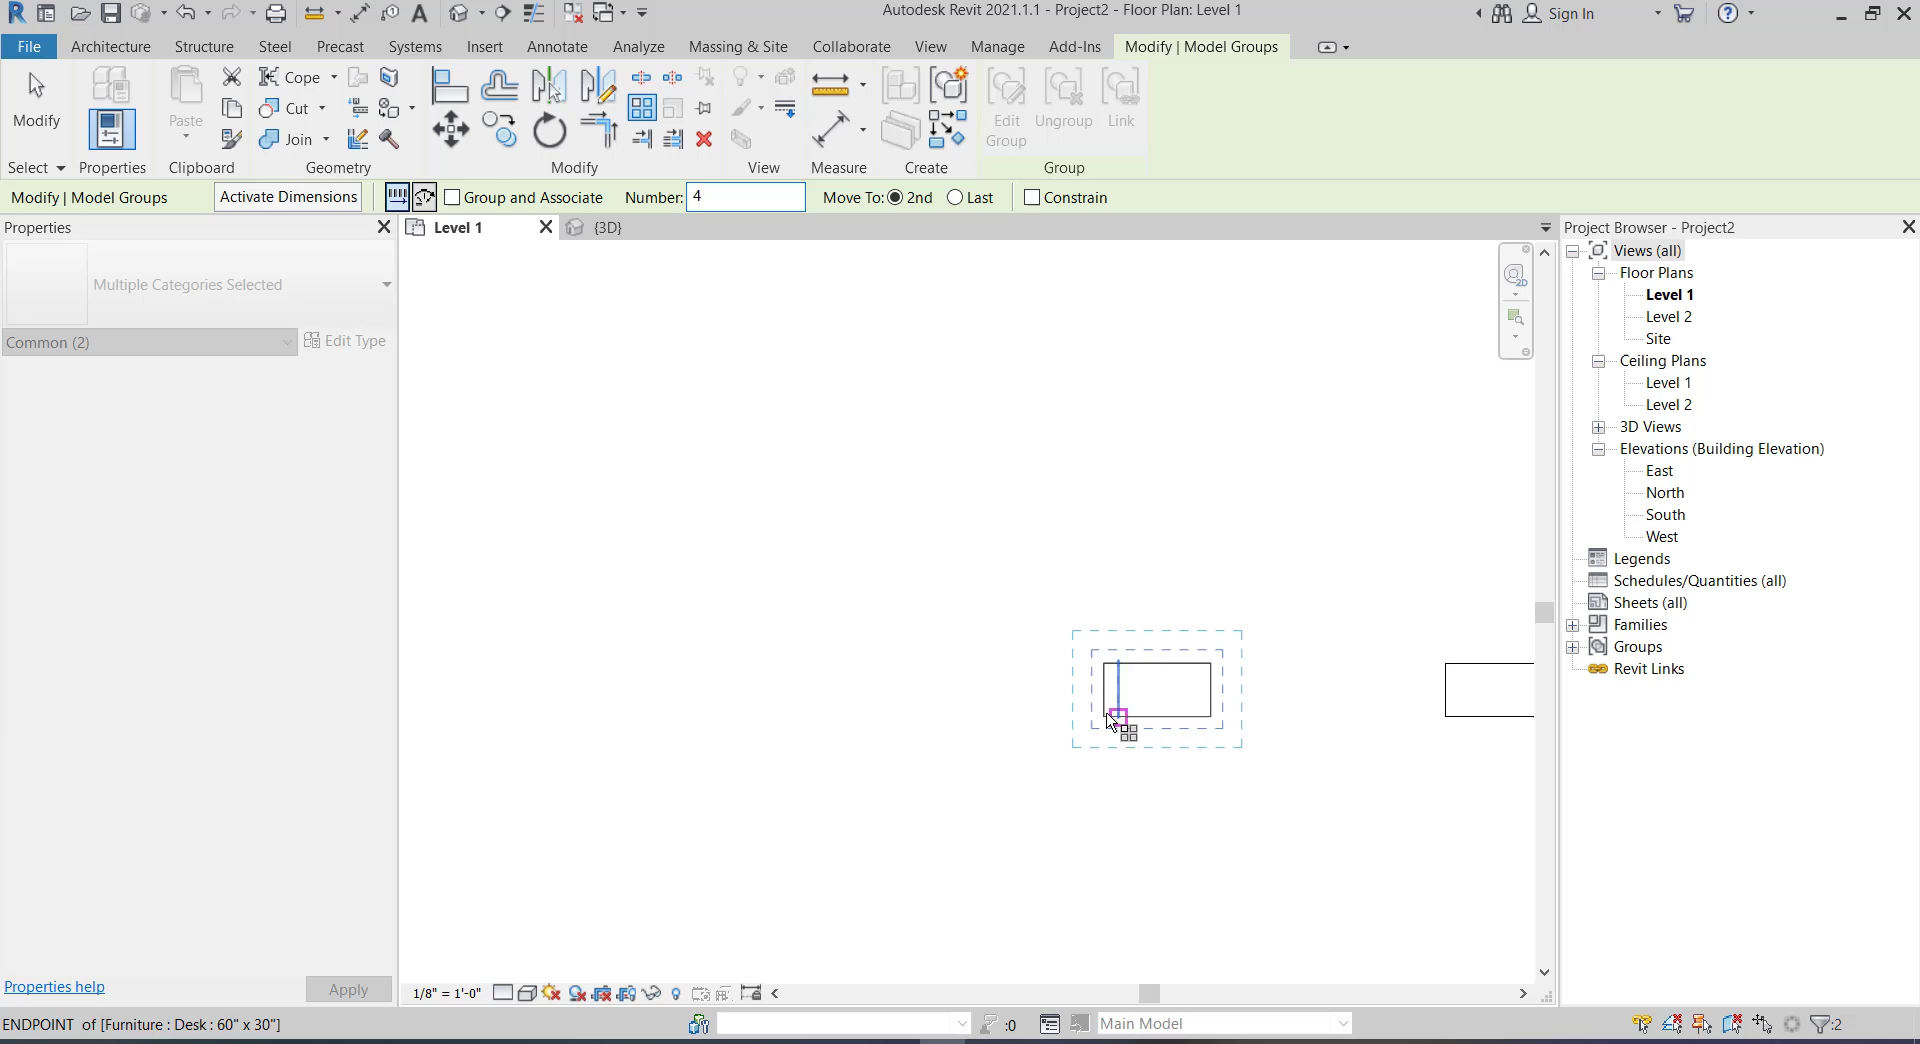 Autodesk Revit 2021.1.1 - Project2 - Floor Plan: Level 1
Sign In
File Architecture Structure Steel Precast Systems Insert Annotate Analyze Massing & Site Collaborate View Manage Add-Ins Modify | Model Groups
Modify
Paste
Cope
Cut
Join
Edit Group
Ungroup
Link
Select Properties Clipboard Geometry Modify View Measure Create Group
Modify | Model Groups Activate Dimensions Group and Associate Number: 4 Move To: 2nd Last Constrain
Properties
Multiple Categories Selected
Common (2)
Edit Type
Properties help
Apply
Level 1
{3D}
2D
1/8" = 1'-0"
Project Browser - Project2
Views (all)
Floor Plans
Level 1
Level 2
Site
Ceiling Plans
Level 1
Level 2
3D Views
Elevations (Building Elevation)
East
North
South
West
Legends
Schedules/Quantities (all)
Sheets (all)
Families
Groups
Revit Links
ENDPOINT of [Furniture : Desk : 60" x 30"]
:0
Main Model
:2